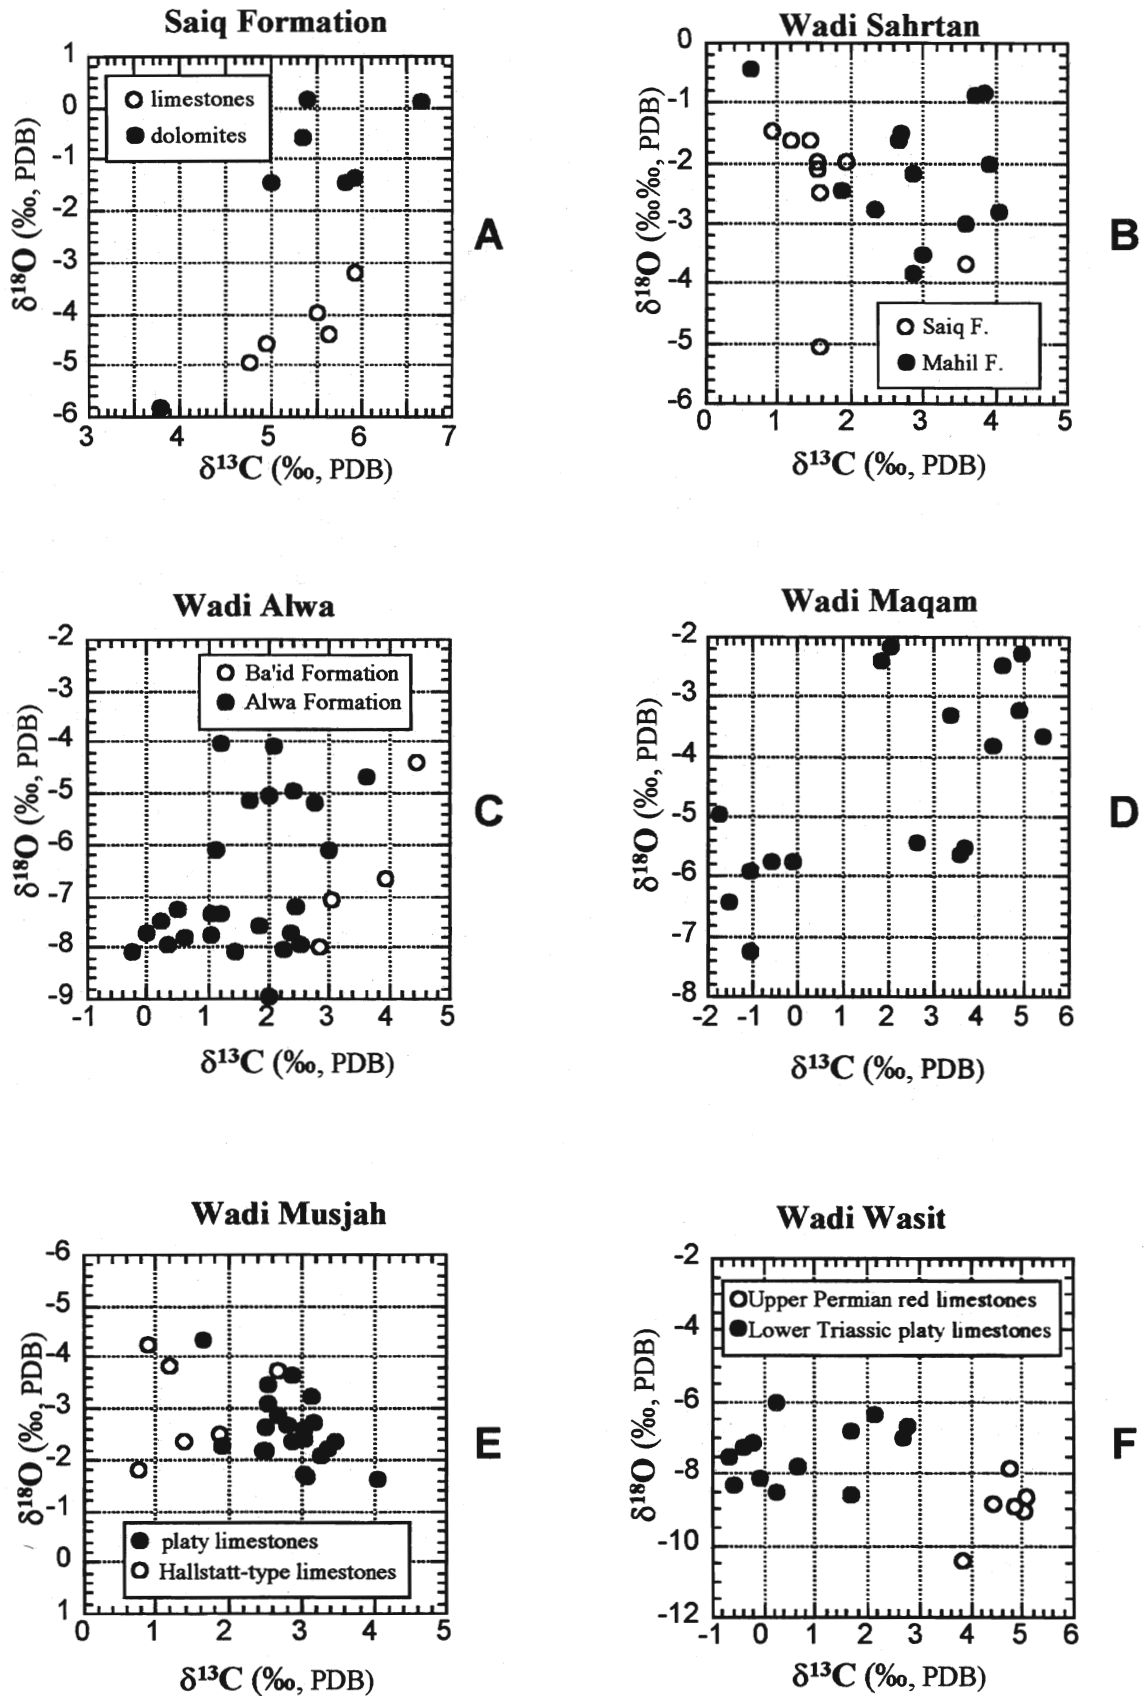 Saiq Formation
1
0
-1
-2
-3
-4
-5
-6
limestones
dolomites
δ18O (‰, PDB)
3 4 5 6 7
δ13C (‰, PDB)
A
Wadi Sahrtan
0
-1
-2
-3
-4
-5
-6
δ18O (‰‰, PDB)
Saiq F.
Mahil F.
0 1 2 3 4 5
δ13C (‰, PDB)
B
Wadi Alwa
-2
-3
-4
-5
-6
-7
-8
-9
Ba'id Formation
Alwa Formation
δ18O (‰, PDB)
-1 0 1 2 3 4 5
δ13C (‰, PDB)
C
Wadi Maqam
-2
-3
-4
-5
-6
-7
-8
δ18O (‰, PDB)
-2 -1 0 1 2 3 4 5 6
δ13C (‰, PDB)
D
Wadi Musjah
-6
-5
-4
-3
-2
-1
0
1
δ18O (‰, PDB)
platy limestones
Hallstatt-type limestones
0 1 2 3 4 5
δ13C (‰, PDB)
E
Wadi Wasit
-2
-4
-6
-8
-10
-12
Upper Permian red limestones
Lower Triassic platy limestones
δ18O (‰, PDB)
-1 0 1 2 3 4 5 6
δ13C (‰, PDB)
F